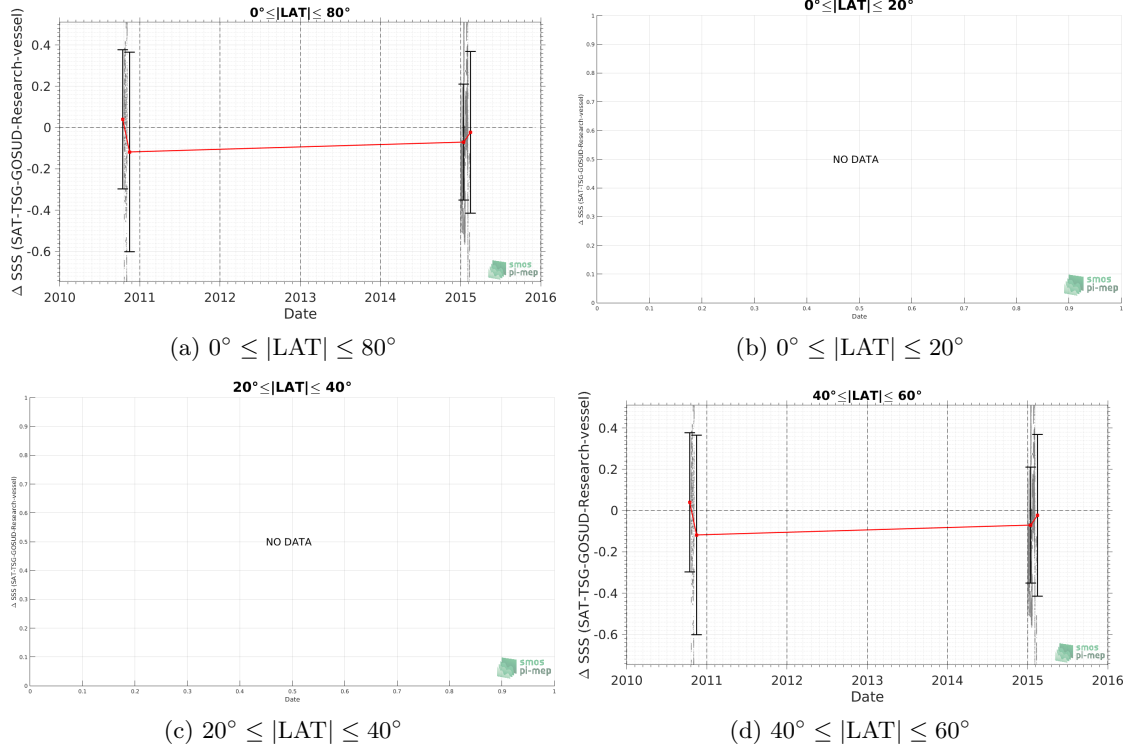 0°≤|LAT|≤ 80°
Δ SSS (SAT-TSG-GOSUD-Research-vessel)
0.4
0.2
0
-0.2
-0.4
-0.6
2010 2011 2012 2013 2014 2015 2016
Date
smos
pi-mep
(a) 0° ≤ |LAT| ≤ 80°
0°≤|LAT|≤ 20°
Δ SSS (SAT-TSG-GOSUD-Research-vessel)
1
0.9
0.8
0.7
0.6
0.5
0.4
0.3
0.2
0.1
0
NO DATA
0 0.1 0.2 0.3 0.4 0.5 0.6 0.7 0.8 0.9 1
Date
smos
pi-mep
(b) 0° ≤ |LAT| ≤ 20°
20°≤|LAT|≤ 40°
Δ SSS (SAT-TSG-GOSUD-Research-vessel)
1
0.9
0.8
0.7
0.6
0.5
0.4
0.3
0.2
0.1
0
NO DATA
0 0.1 0.2 0.3 0.4 0.5 0.6 0.7 0.8 0.9 1
Date
smos
pi-mep
(c) 20° ≤ |LAT| ≤ 40°
40°≤|LAT|≤ 60°
Δ SSS (SAT-TSG-GOSUD-Research-vessel)
0.4
0.2
0
-0.2
-0.4
-0.6
2010 2011 2012 2013 2014 2015 2016
Date
smos
pi-mep
(d) 40° ≤ |LAT| ≤ 60°